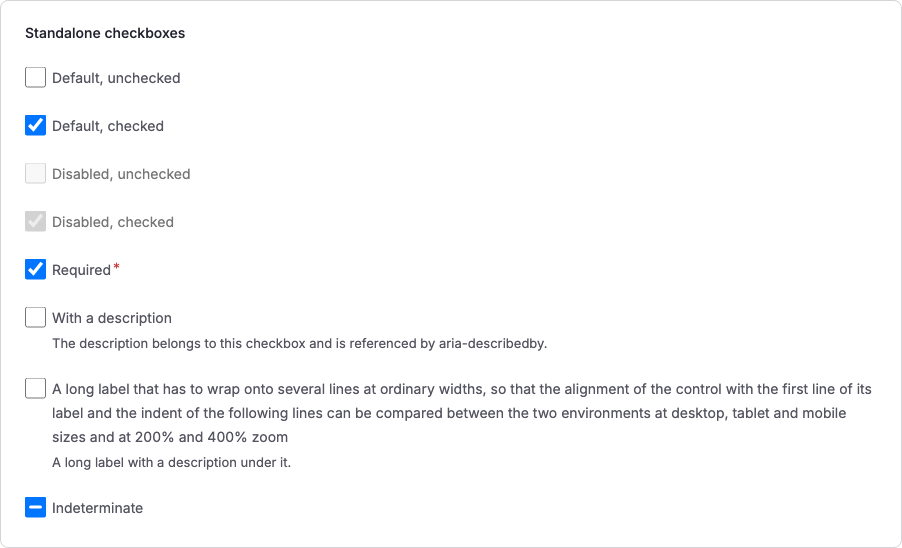 Standalone checkboxes
Default, unchecked
Default, checked
Disabled, unchecked
Disabled, checked
Required*
With a description
The description belongs to this checkbox and is referenced by aria-describedby.
A long label that has to wrap onto several lines at ordinary widths, so that the alignment of the control with the first line of its
label and the indent of the following lines can be compared between the two environments at desktop, tablet and mobile
sizes and at 200% and 400% zoom
A long label with a description under it.
Indeterminate